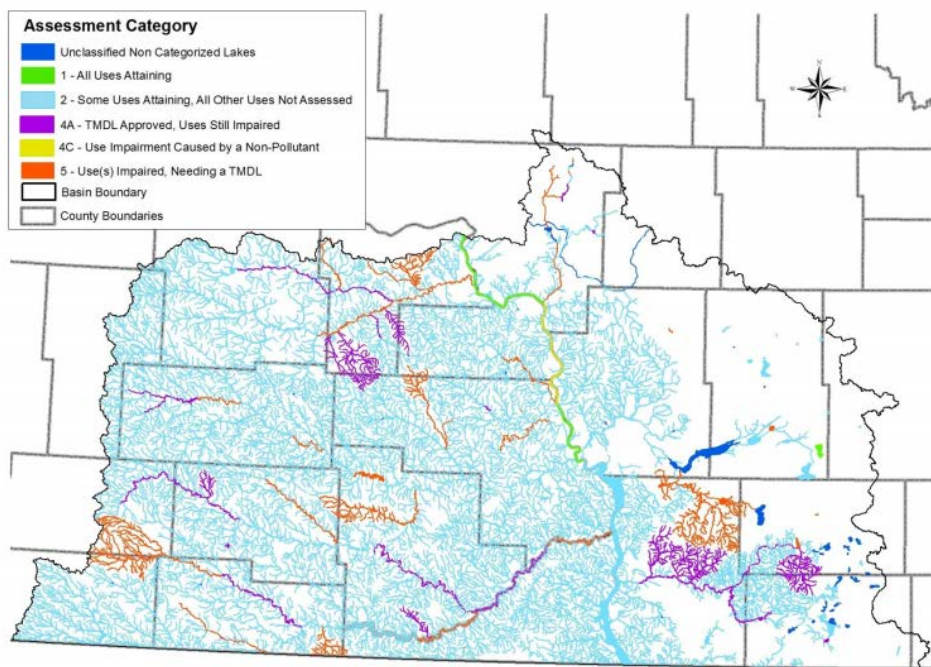 Assessment Category
Unclassified Non Categorized Lakes
1 - All Uses Attaining
2 - Some Uses Attaining, All Other Uses Not Assessed
4A - TMDL Approved, Uses Still Impaired
4C - Use Impairment Caused by a Non-Pollutant
5 - Use(s) Impaired, Needing a TMDL
Basin Boundary
County Boundaries
N
W
E
S